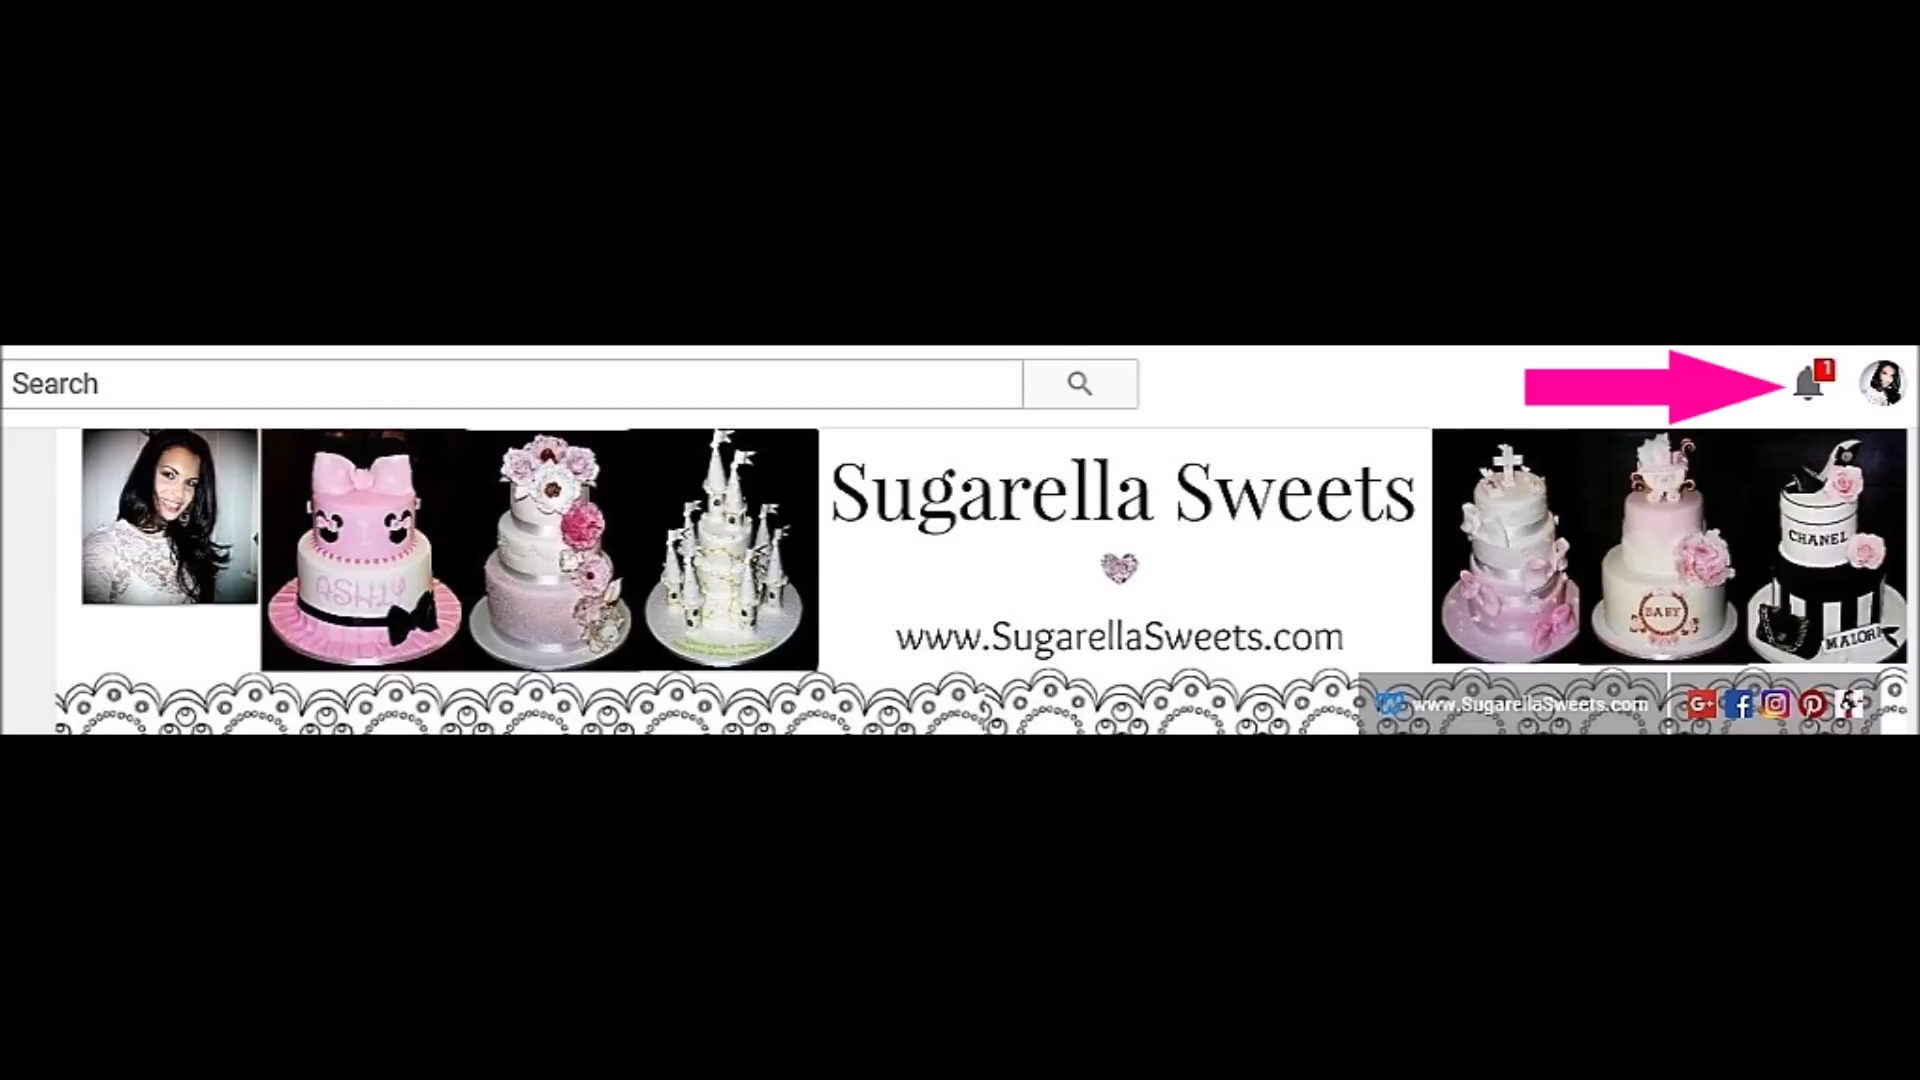 Search
1
Sugarella Sweets
www.SugarellaSweets.com
ASHLY
CHANEL
BABY
www.SugarellaSweets.com
G+